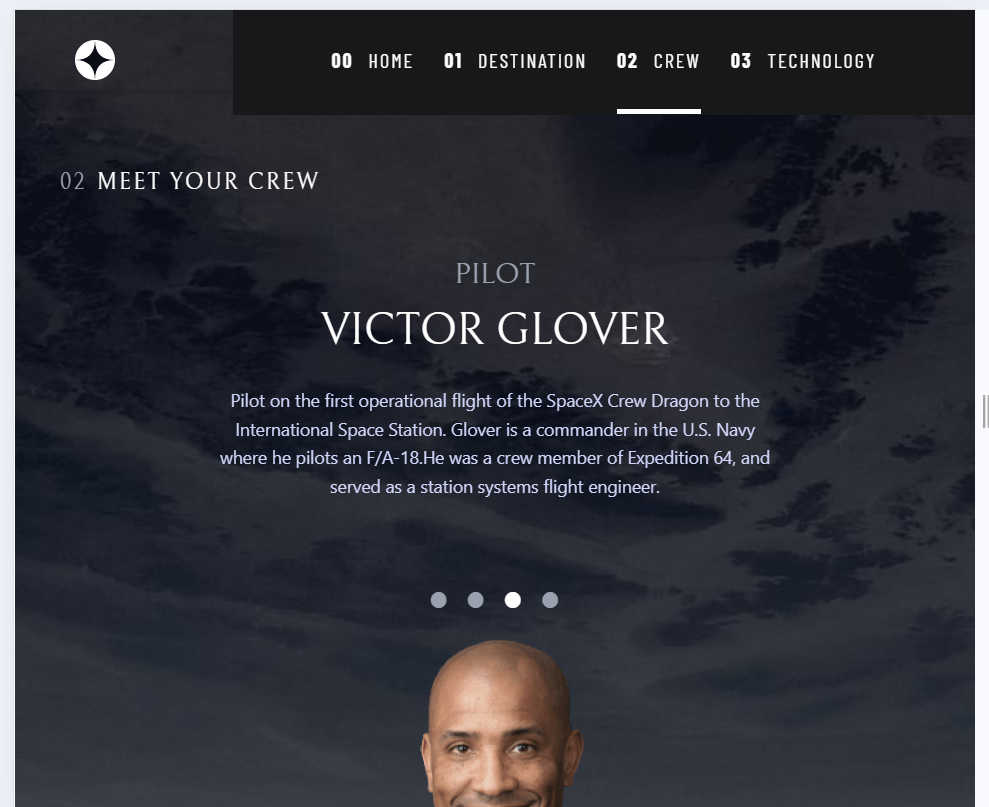 00 HOME 01 DESTINATION 02 CREW 03 TECHNOLOGY
02 MEET YOUR CREW
PILOT
VICTOR GLOVER
Pilot on the first operational flight of the SpaceX Crew Dragon to the
International Space Station. Glover is a commander in the U.S. Navy
where he pilots an F/A-18.He was a crew member of Expedition 64, and
served as a station systems flight engineer.